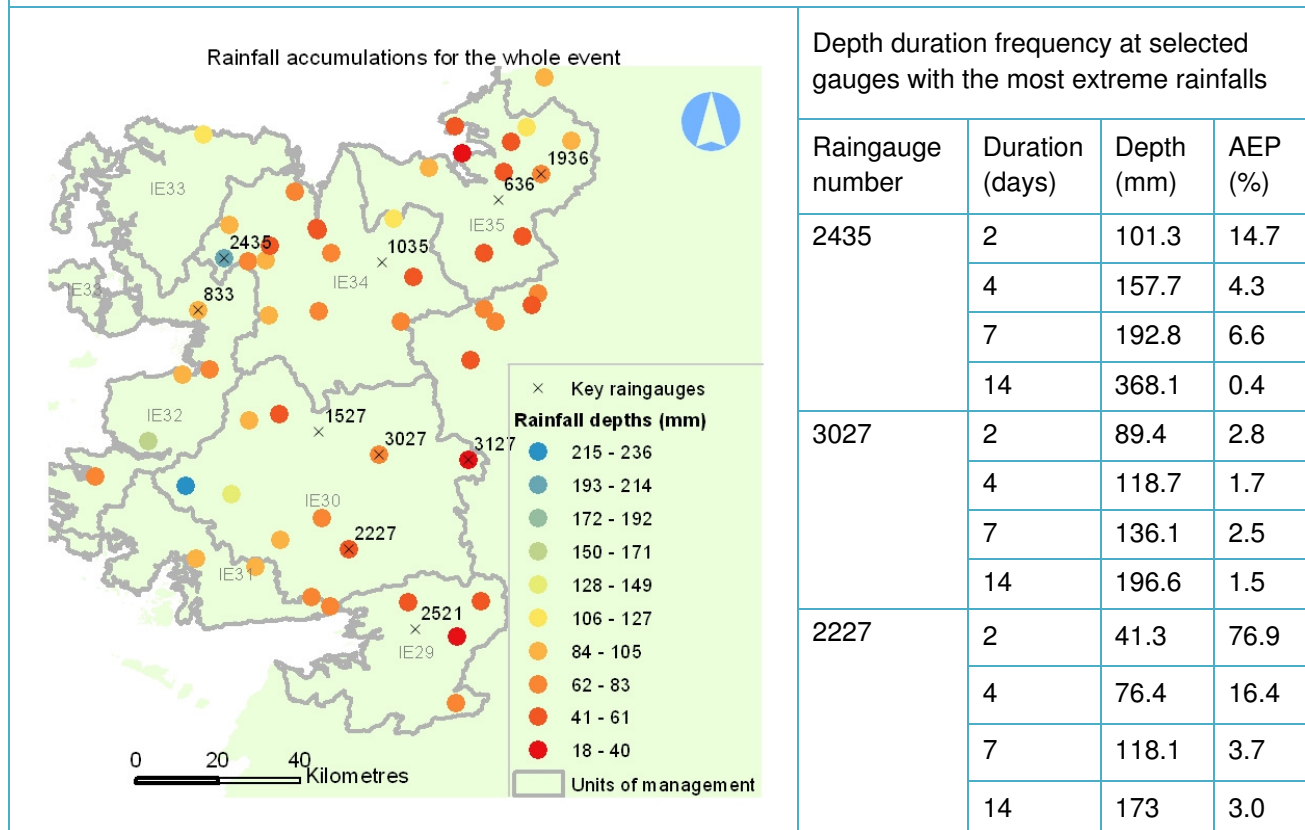 Rainfall accumulations for the whole event
1936
636
IE33
IE35
2435
1035
IE34
IE33
833
IE32
1527
3027
3127
IE30
2227
IE31
2521
IE29
× Key raingauges
Rainfall depths (mm)
215 - 236
193 - 214
172 - 192
150 - 171
128 - 149
106 - 127
84 - 105
62 - 83
41 - 61
18 - 40
Units of management
0 20 40
Kilometres
Depth duration frequency at selected
gauges with the most extreme rainfalls
Raingauge number Duration (days) Depth (mm) AEP (%)
2435 2 101.3 14.7
4 157.7 4.3
7 192.8 6.6
14 368.1 0.4
3027 2 89.4 2.8
4 118.7 1.7
7 136.1 2.5
14 196.6 1.5
2227 2 41.3 76.9
4 76.4 16.4
7 118.1 3.7
14 173 3.0